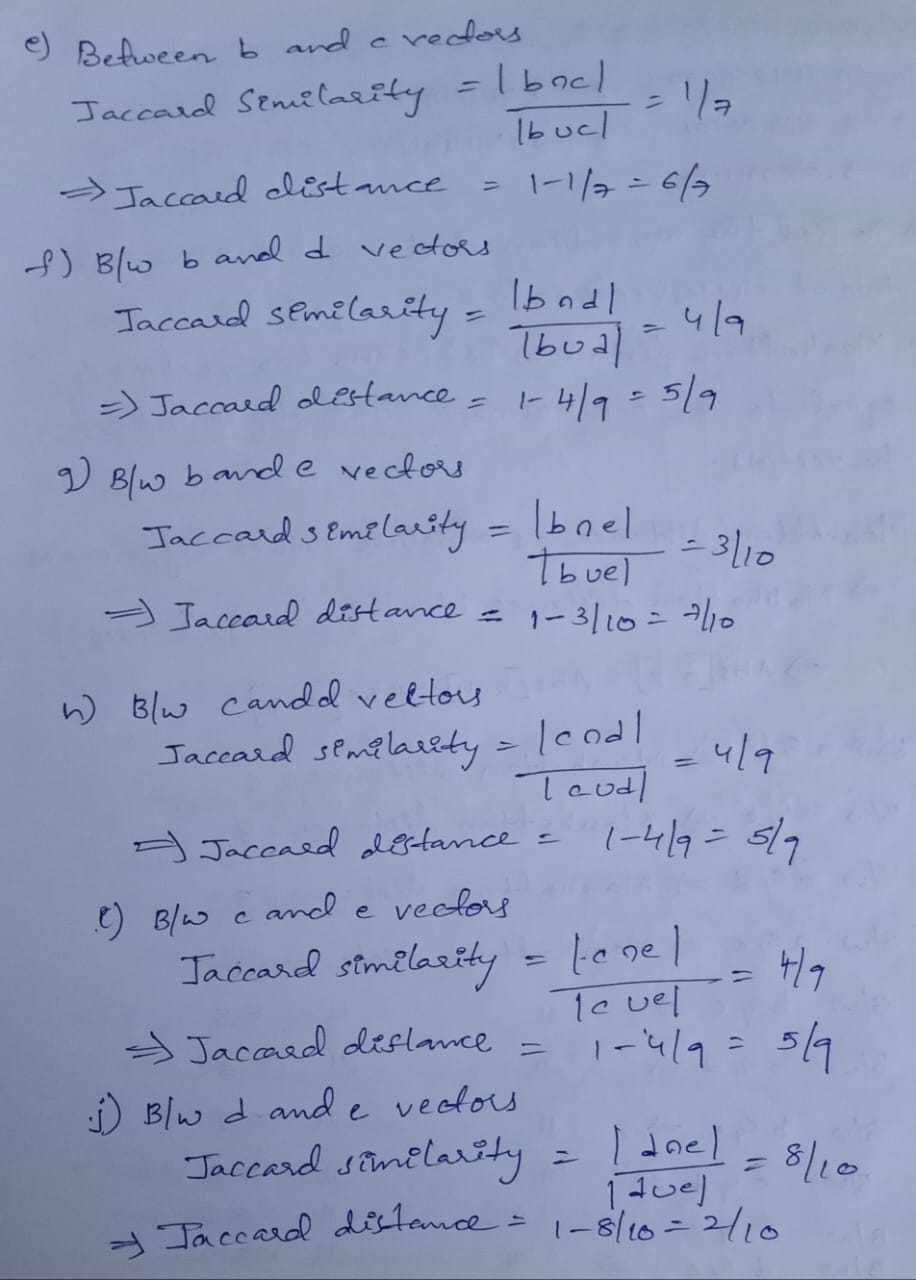 e) Between b and c vectors
Jaccard Similarity = |b∩c| / |b∪c| = 1/7
⇒ Jaccard distance = 1-1/7 = 6/7
f) B/w b and d vectors
Jaccard similarity = |b∩d| / |b∪d| = 4/9
⇒ Jaccard distance = 1-4/9 = 5/9
g) B/w b and e vectors
Jaccard similarity = |b∩e| / |b∪e| = 3/10
⇒ Jaccard distance = 1-3/10 = 7/10
h) B/w c and d vectors
Jaccard similarity = |c∩d| / |c∪d| = 4/9
⇒ Jaccard distance = 1-4/9 = 5/9
i) B/w c and e vectors
Jaccard similarity = |c∩e| / |c∪e| = 4/9
⇒ Jaccard distance = 1-4/9 = 5/9
j) B/w d and e vectors
Jaccard similarity = |d∩e| / |d∪e| = 8/10
⇒ Jaccard distance = 1-8/10 = 2/10